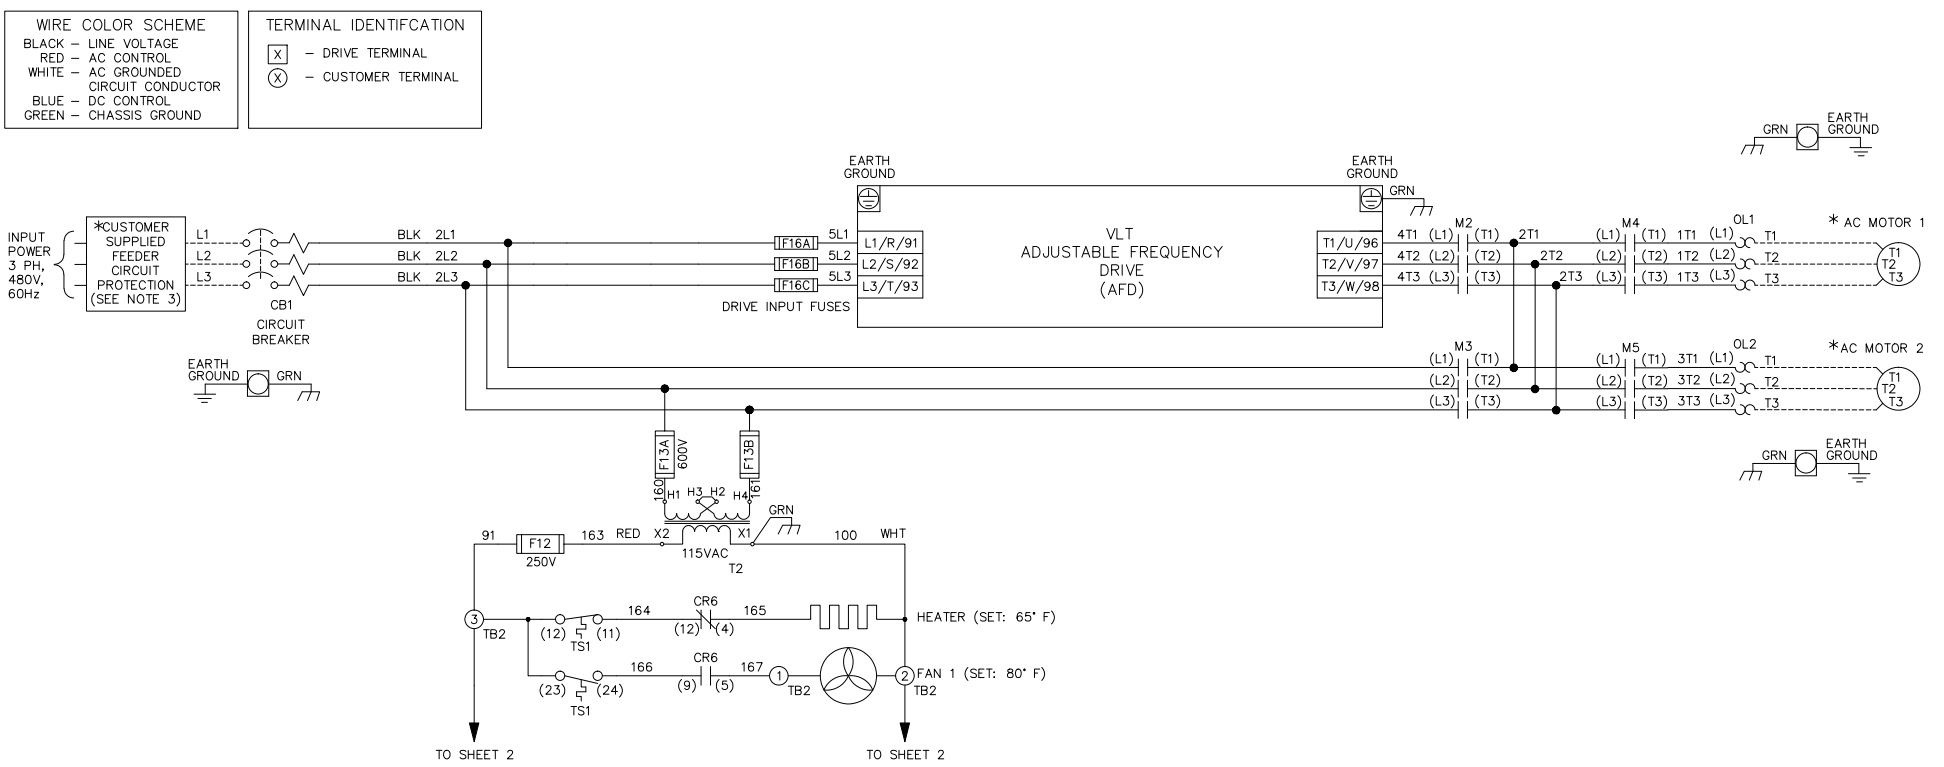 WIRE COLOR SCHEME
BLACK – LINE VOLTAGE
RED – AC CONTROL
WHITE – AC GROUNDED
CIRCUIT CONDUCTOR
BLUE – DC CONTROL
GREEN – CHASSIS GROUND
TERMINAL IDENTIFCATION
X – DRIVE TERMINAL
X – CUSTOMER TERMINAL
GRN
EARTH
GROUND
INPUT
POWER
3 PH,
480V,
60Hz
*CUSTOMER
SUPPLIED
FEEDER
CIRCUIT
PROTECTION
(SEE NOTE 3)
L1
L2
L3
CB1
CIRCUIT
BREAKER
BLK 2L1
BLK 2L2
BLK 2L3
F16A
F16B
F16C
5L1
5L2
5L3
DRIVE INPUT FUSES
EARTH
GROUND
L1/R/91
L2/S/92
L3/T/93
VLT
ADJUSTABLE FREQUENCY
DRIVE
(AFD)
EARTH
GROUND
GRN
T1/U/96
T2/V/97
T3/W/98
4T1 (L1) M2 (T1) 2T1 (L1) M4 (T1) 1T1 (L1) OL1 T1
4T2 (L2) (T2) 2T2 (L2) (T2) 1T2 (L2) T2
4T3 (L3) (T3) 2T3 (L3) (T3) 1T3 (L3) T3
* AC MOTOR 1
T1
T2
T3
(L1) M3 (T1) (L1) M5 (T1) 3T1 (L1) OL2 T1
(L2) (T2) (L2) (T2) 3T2 (L2) T2
(L3) (T3) (L3) (T3) 3T3 (L3) T3
*AC MOTOR 2
T1
T2
T3
EARTH
GROUND
GRN
GRN
EARTH
GROUND
F13A
600V
F13B
160
161
H1 H3 H2 H4
GRN
91
F12
250V
163 RED X2
X1
115VAC
T2
100 WHT
3
TB2
(12) (11)
TS1
164
CR6
(12) (4)
165
HEATER (SET: 65° F)
(23) (24)
TS1
166
CR6
(9) (5)
167
1
TB2
2
TB2
FAN 1 (SET: 80° F)
TO SHEET 2
TO SHEET 2